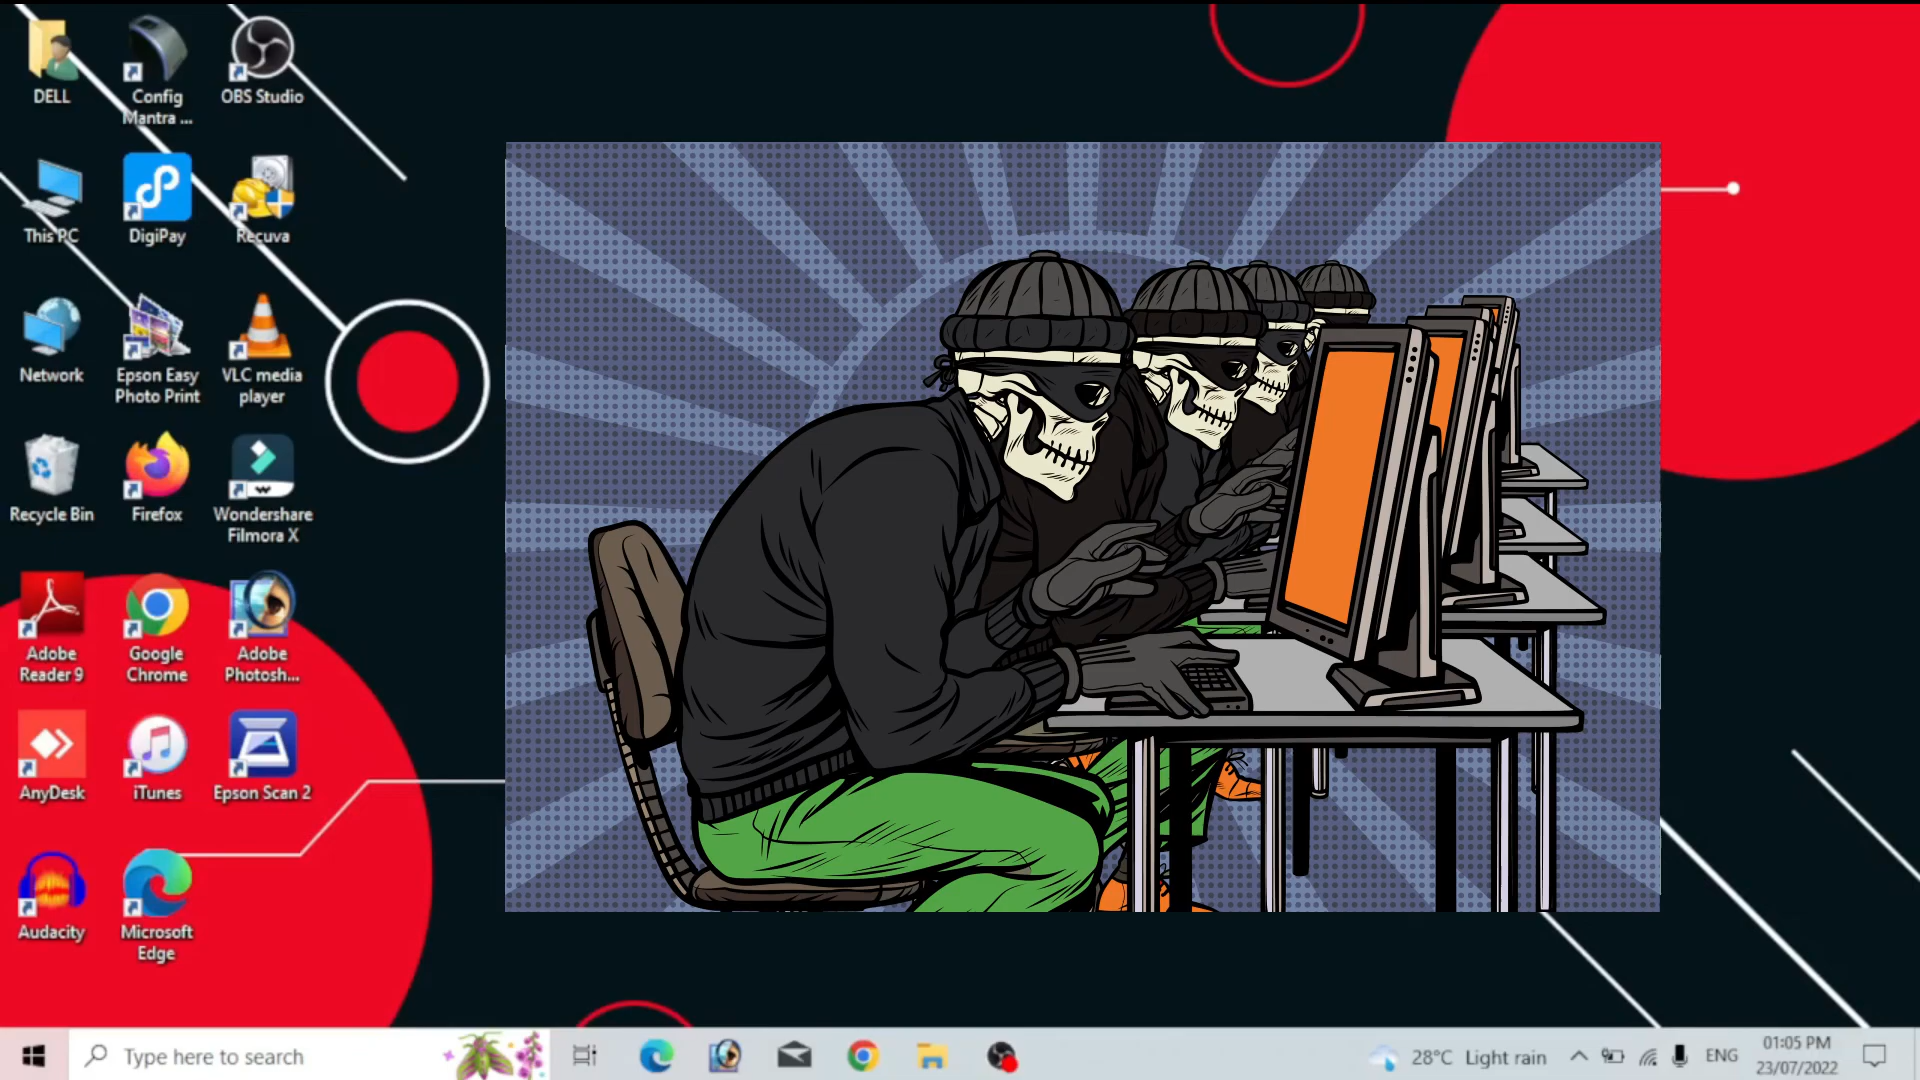 DELL
Config
Mantra ...
OBS Studio
This PC
DigiPay
Recuva
Network
Epson Easy
Photo Print
VLC media
player
Recycle Bin
Firefox
Wondershare
Filmora X
Adobe
Reader 9
Google
Chrome
Adobe
Photosh...
AnyDesk
iTunes
Epson Scan 2
Audacity
Microsoft
Edge
Type here to search
28°C Light rain
ENG
01:05 PM
23/07/2022